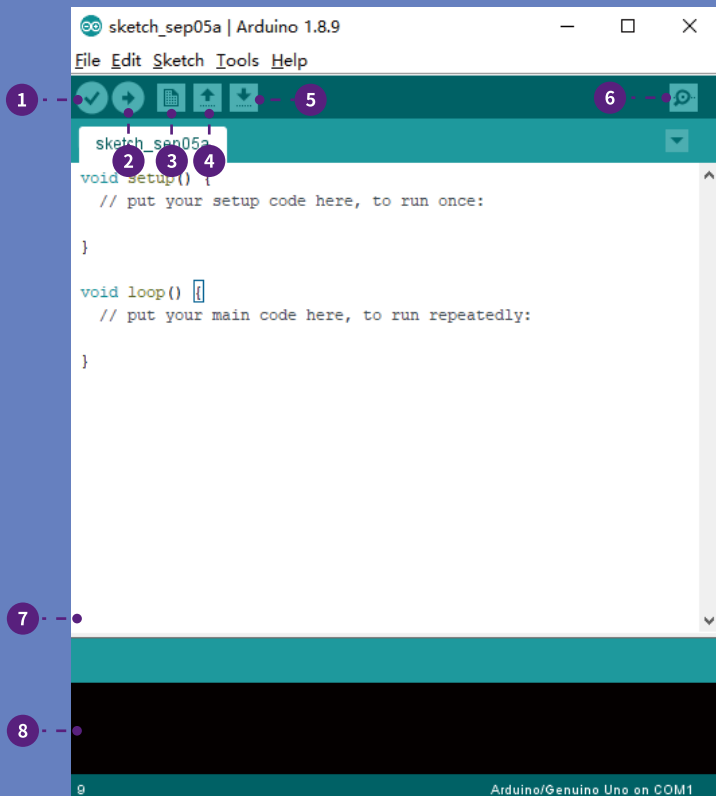 sketch_sep05a | Arduino 1.8.9
File Edit Sketch Tools Help
1
6
5
sketch_sep05a
2
3
4
void setup() {
// put your setup code here, to run once:
}
void loop() {
// put your main code here, to run repeatedly:
}
7
8
9
Arduino/Genuino Uno on COM1